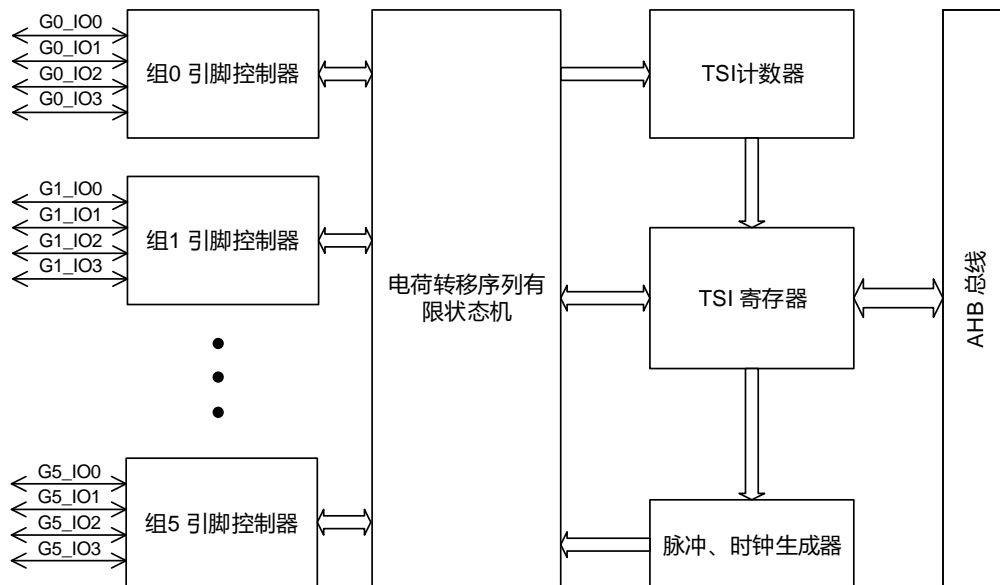 G0_IO0
G0_IO1
G0_IO2
G0_IO3
组0 引脚控制器
G1_IO0
G1_IO1
G1_IO2
G1_IO3
组1 引脚控制器
G5_IO0
G5_IO1
G5_IO2
G5_IO3
组5 引脚控制器
电荷转移序列有
限状态机
TSI计数器
TSI 寄存器
脉冲、时钟生成器
AHB 总线